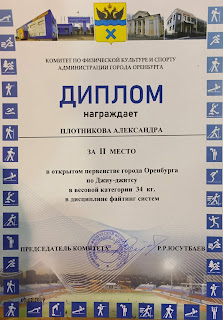 КОМИТЕТ ПО ФИЗИЧЕСКОЙ КУЛЬТУРЕ И СПОРТУ
АДМИНИСТРАЦИИ ГОРОДА ОРЕНБУРГА
ДИПЛОМ
награждает
ПЛОТНИКОВА АЛЕКСАНДРА
ЗА II МЕСТО
в открытом первенстве города Оренбурга
по Джиу-джитсу
в весовой категории 34 кг.
в дисциплине файтинг систем
ПРЕДСЕДАТЕЛЬ КОМИТЕТА
Р.Р.ЮСУТБАЕВ